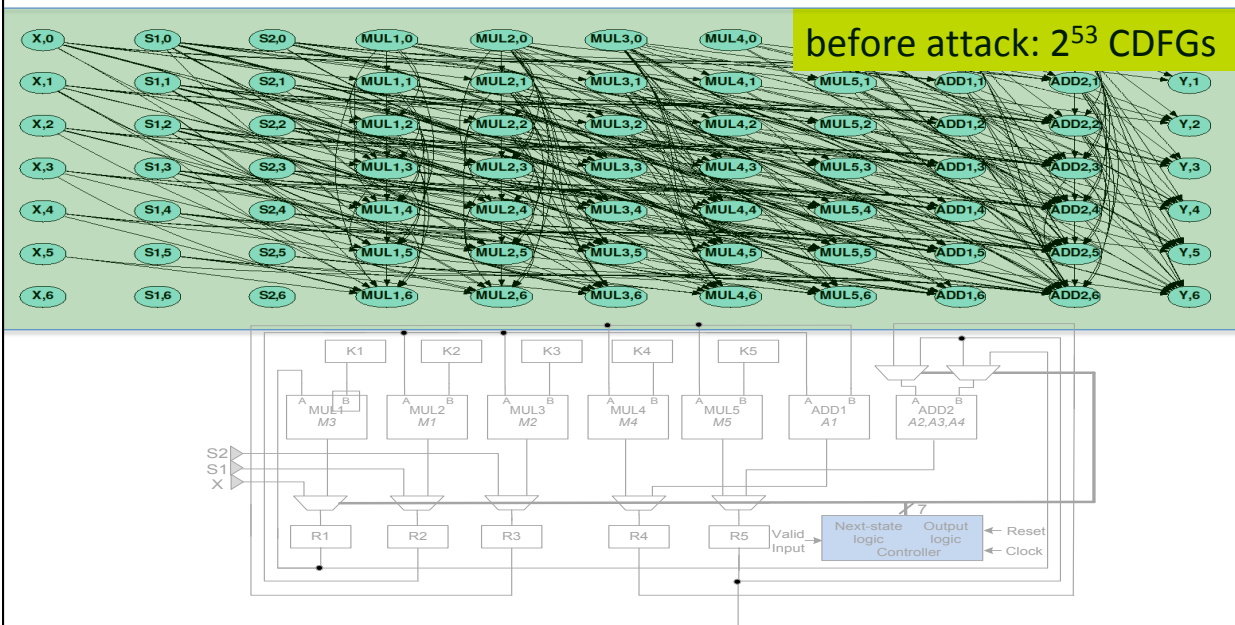 before attack: 2⁵³ CDFGs
X,0 S1,0 S2,0 MUL1,0 MUL2,0 MUL3,0 MUL4,0
X,1 S1,1 S2,1 MUL1,1 MUL2,1 MUL3,1 MUL4,1 MUL5,1 ADD1,1 ADD2,1 Y,1
X,2 S1,2 S2,2 MUL1,2 MUL2,2 MUL3,2 MUL4,2 MUL5,2 ADD1,2 ADD2,2 Y,2
X,3 S1,3 S2,3 MUL1,3 MUL2,3 MUL3,3 MUL4,3 MUL5,3 ADD1,3 ADD2,3 Y,3
X,4 S1,4 S2,4 MUL1,4 MUL2,4 MUL3,4 MUL4,4 MUL5,4 ADD1,4 ADD2,4 Y,4
X,5 S1,5 S2,5 MUL1,5 MUL2,5 MUL3,5 MUL4,5 MUL5,5 ADD1,5 ADD2,5 Y,5
X,6 S1,6 S2,6 MUL1,6 MUL2,6 MUL3,6 MUL4,6 MUL5,6 ADD1,6 ADD2,6 Y,6
K1 K2 K3 K4 K5
A B A B A B A B A B A B A B
MUL1 MUL2 MUL3 MUL4 MUL5 ADD1 ADD2
M3 M1 M2 M4 M5 A1 A2,A3,A4
S2
S1
X
7
R1 R2 R3 R4 R5
Valid
Input
Next-state
logic
Output
logic
Controller
Reset
Clock